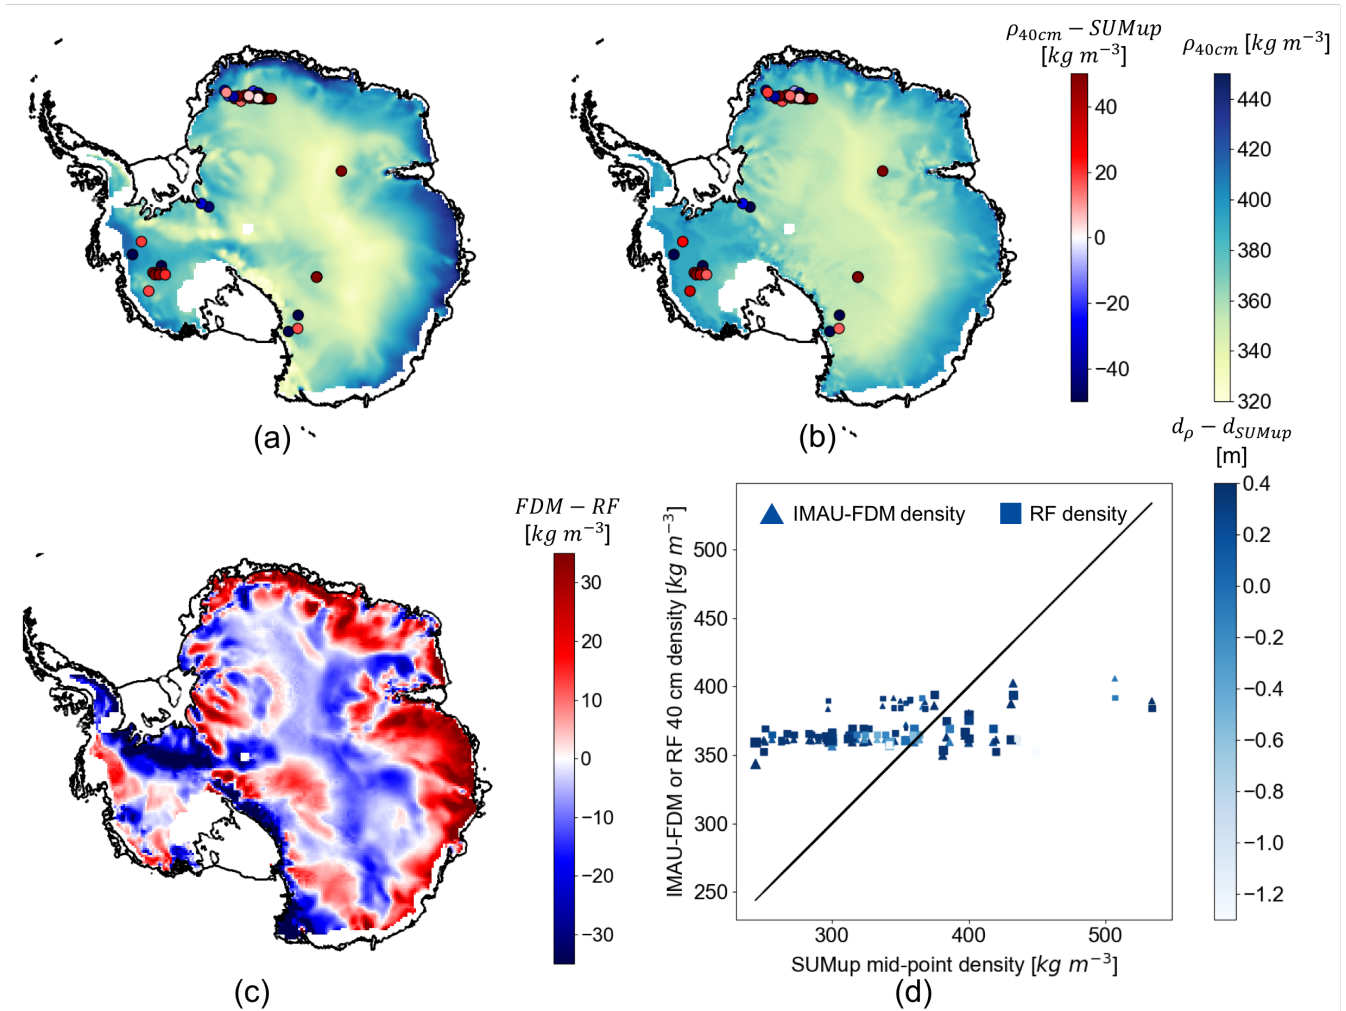 ρ₄₀cm − SUMup
[kg m⁻³]
ρ₄₀cm [kg m⁻³]
40
20
0
−20
−40
440
420
400
380
360
340
320
(a)
(b)
FDM − RF
[kg m⁻³]
30
20
10
0
−10
−20
−30
(c)
IMAU-FDM density
RF density
IMAU-FDM or RF 40 cm density [kg m⁻³]
500
450
400
350
300
250
300
400
500
SUMup mid-point density [kg m⁻³]
(d)
dρ − dSUMup
[m]
0.4
0.2
0.0
−0.2
−0.4
−0.6
−0.8
−1.0
−1.2